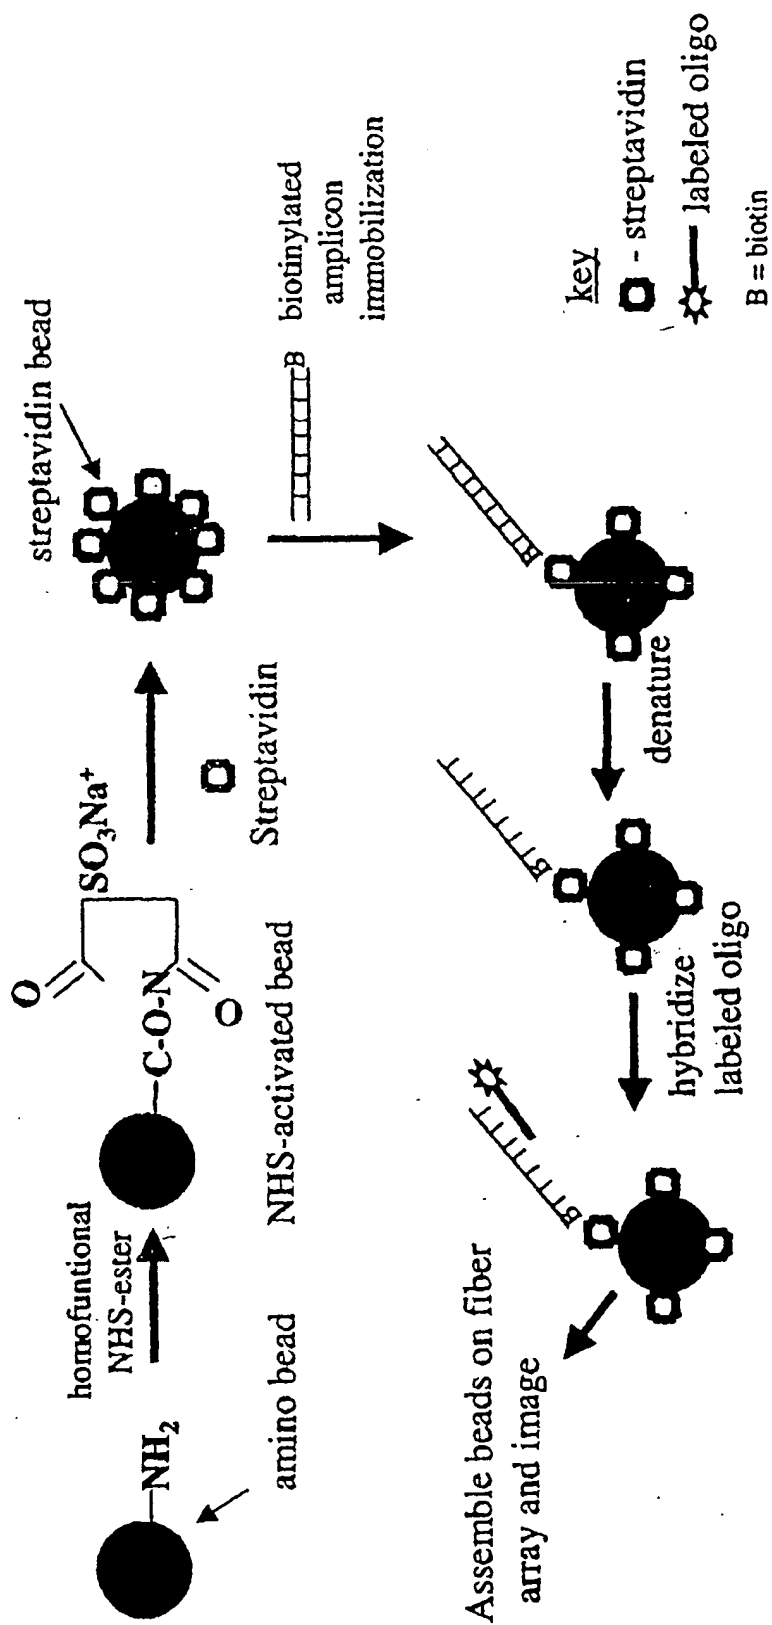 homofuntional
NHS-ester
NH2
amino bead
C-O-N
O
O
SO3Na+
NHS-activated bead
Streptavidin
streptavidin bead
B
biotinylated
amplicon
immobilization
B
denature
B
hybridize
labeled oligo
B
Assemble beads on fiber
array and image
key
- streptavidin
labeled oligo
B = biotin